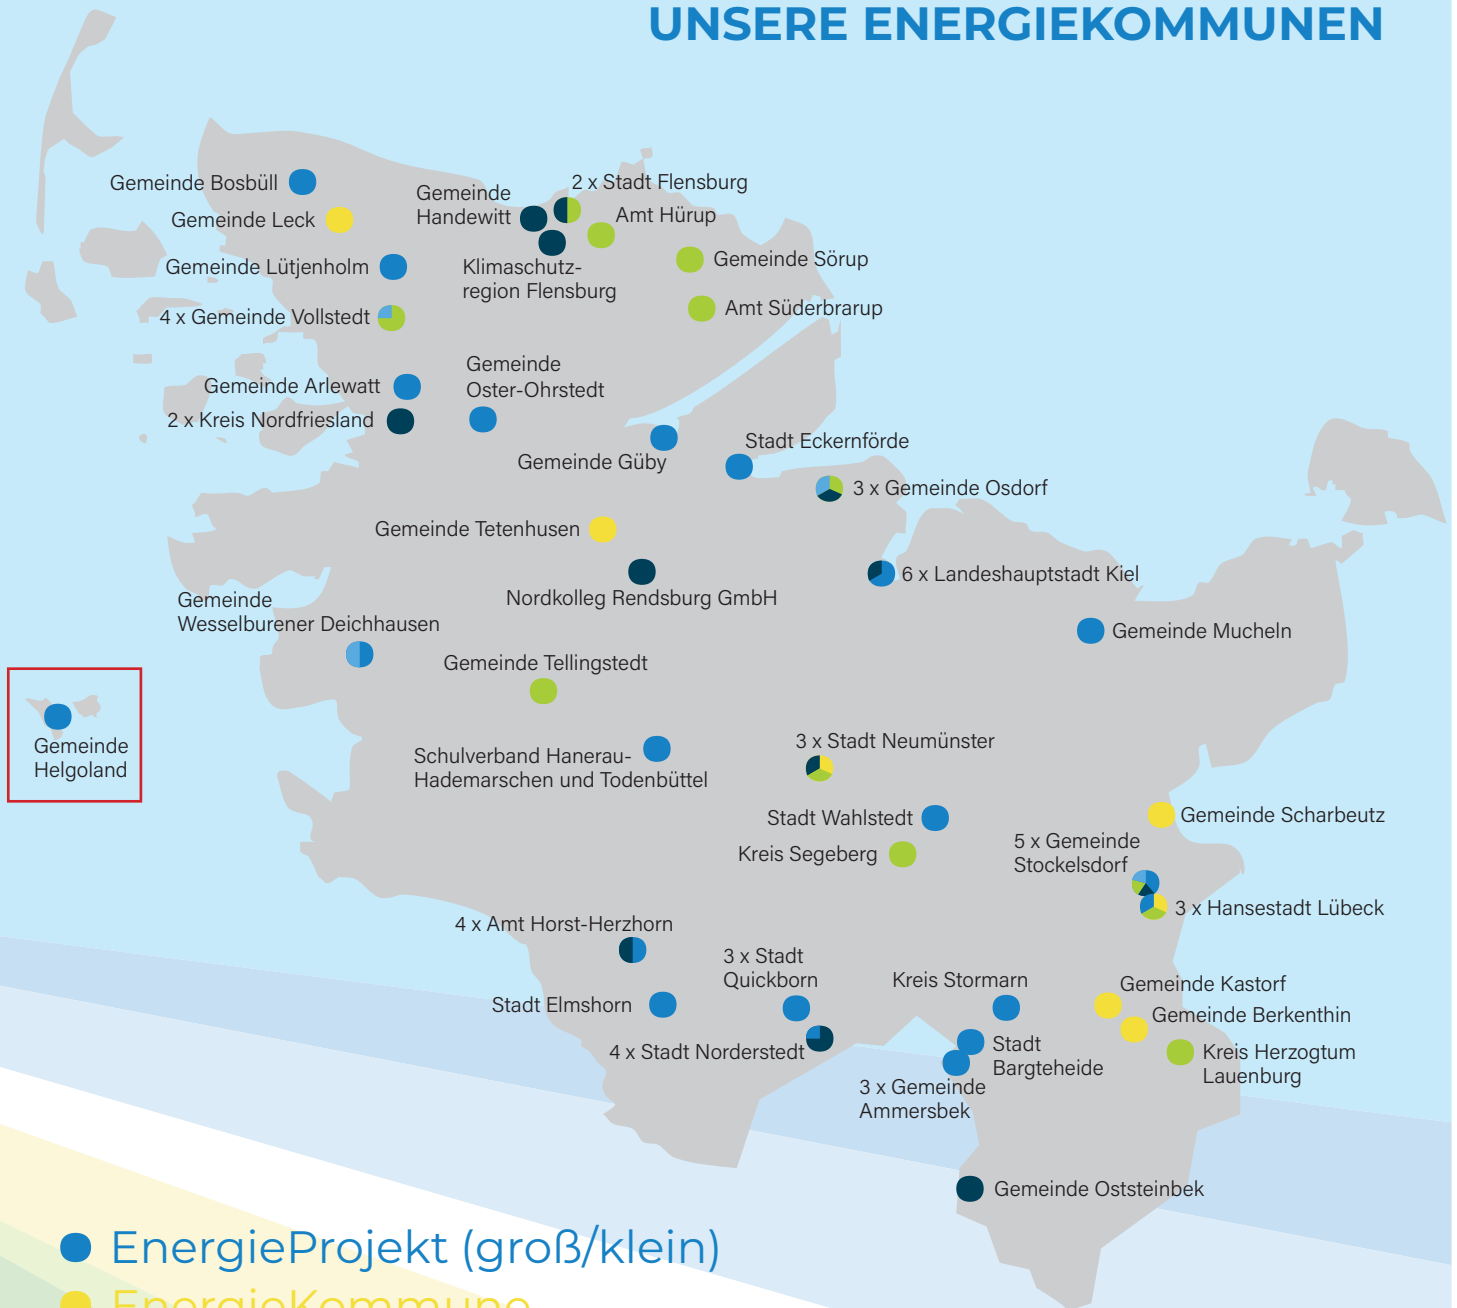 UNSERE ENERGIEKOMMUNEN
Gemeinde Bosbüll
2 x Stadt Flensburg
Gemeinde
Handewitt
Gemeinde Leck
Amt Hürup
Gemeinde Lütjenholm
Klimaschutz-
region Flensburg
Gemeinde Sörup
4 x Gemeinde Vollstedt
Amt Süderbrarup
Gemeinde Arlewatt
Gemeinde
Oster-Ohrstedt
2 x Kreis Nordfriesland
Gemeinde Güby
Stadt Eckernförde
3 x Gemeinde Osdorf
Gemeinde Tetenhusen
Nordkolleg Rendsburg GmbH
6 x Landeshauptstadt Kiel
Gemeinde
Wesselburener Deichhausen
Gemeinde Mucheln
Gemeinde Tellingstedt
Gemeinde
Helgoland
Schulverband Hanerau-
Hademarschen und Todenbüttel
3 x Stadt Neumünster
Stadt Wahlstedt
Gemeinde Scharbeutz
Kreis Segeberg
5 x Gemeinde
Stockelsdorf
3 x Hansestadt Lübeck
4 x Amt Horst-Herzhorn
3 x Stadt
Quickborn
Kreis Stormarn
Gemeinde Kastorf
Stadt Elmshorn
Gemeinde Berkenthin
4 x Stadt Norderstedt
Stadt
Bargteheide
Kreis Herzogtum
Lauenburg
3 x Gemeinde
Ammersbek
Gemeinde Oststeinbek
EnergieProjekt (groß/klein)
EnergieKommune